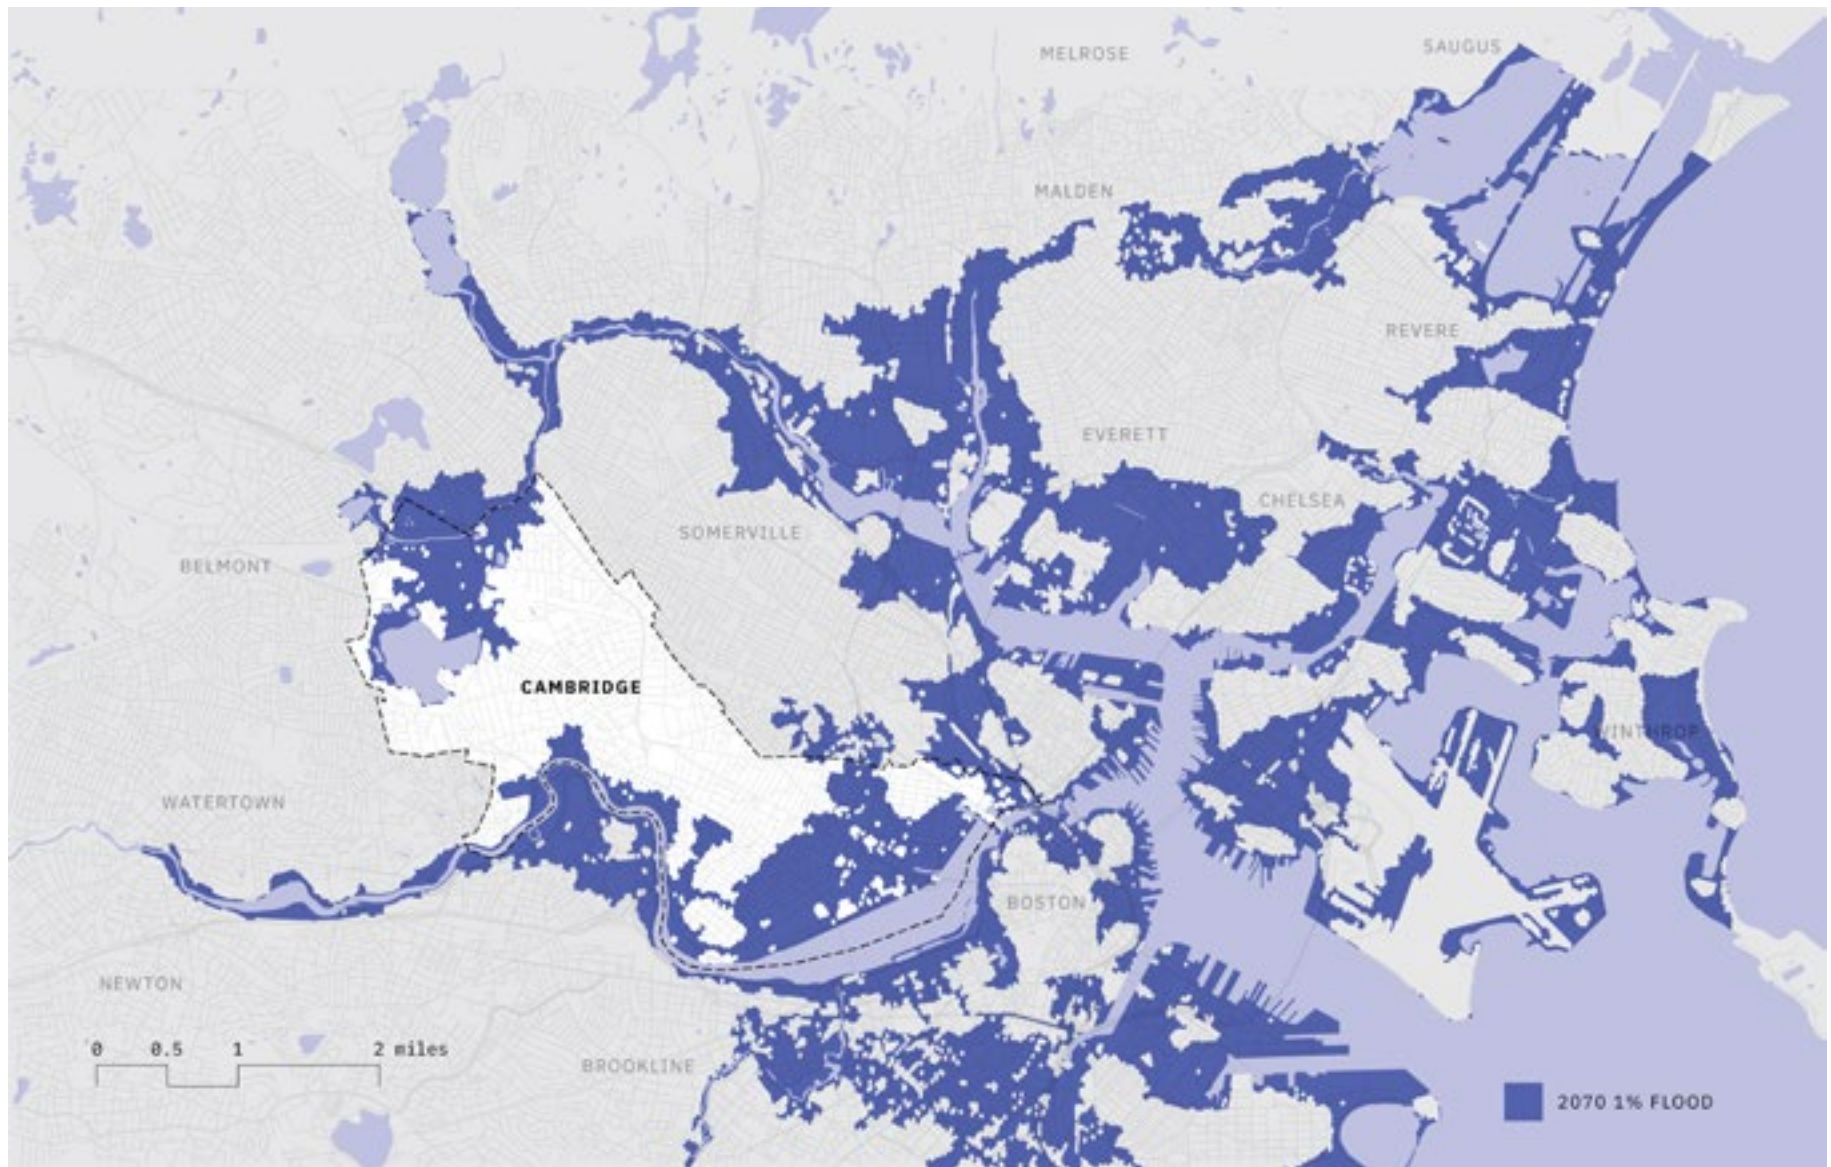 MELROSE
SAUGUS
MALDEN
REVERE
EVERETT
CHELSEA
SOMERVILLE
BELMONT
CAMBRIDGE
WINTHROP
WATERTOWN
BOSTON
NEWTON
0 0.5 1 2 miles
BROOKLINE
2070 1% FLOOD